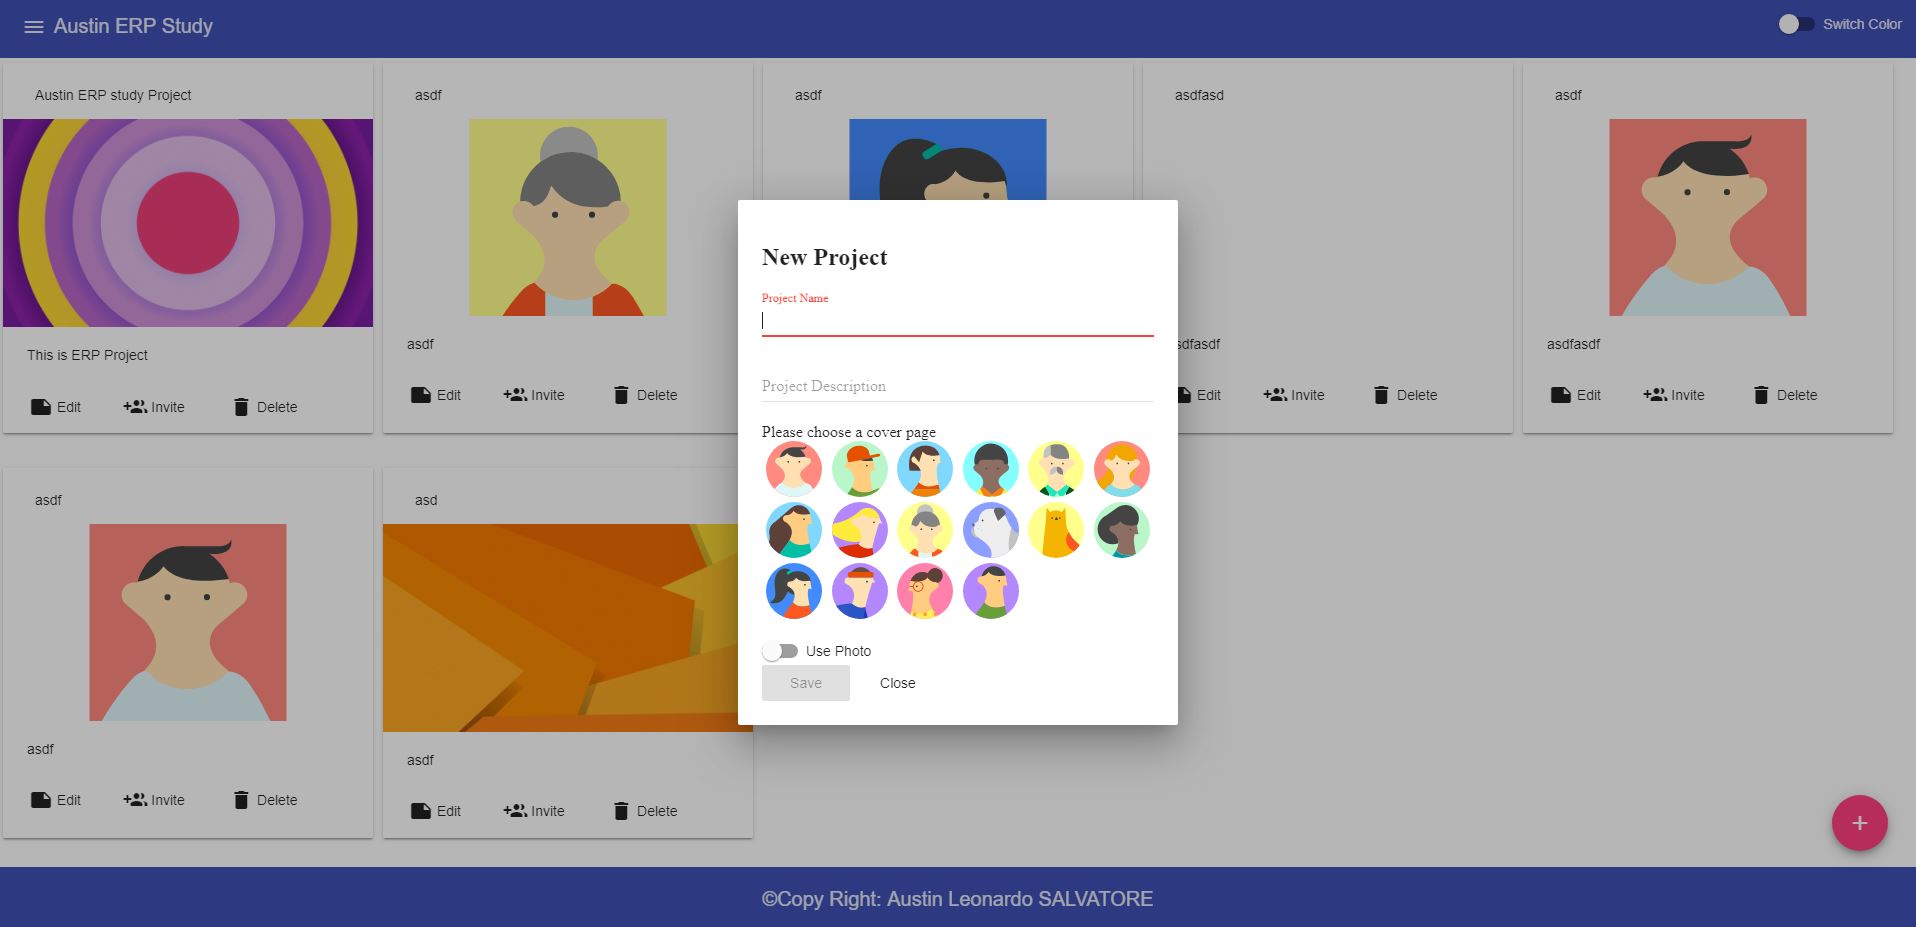 Austin ERP Study
Switch Color
Austin ERP study Project
asdf
asdf
asdfasd
asdf
This is ERP Project
asdf
sdfasdf
asdfasdf
Edit
Invite
Delete
Edit
Invite
Delete
Edit
Invite
Delete
Edit
Invite
Delete
New Project
Project Name
Project Description
Please choose a cover page
Use Photo
Save
Close
asdf
asd
asdf
asdf
Edit
Invite
Delete
Edit
Invite
Delete
+
©Copy Right: Austin Leonardo SALVATORE